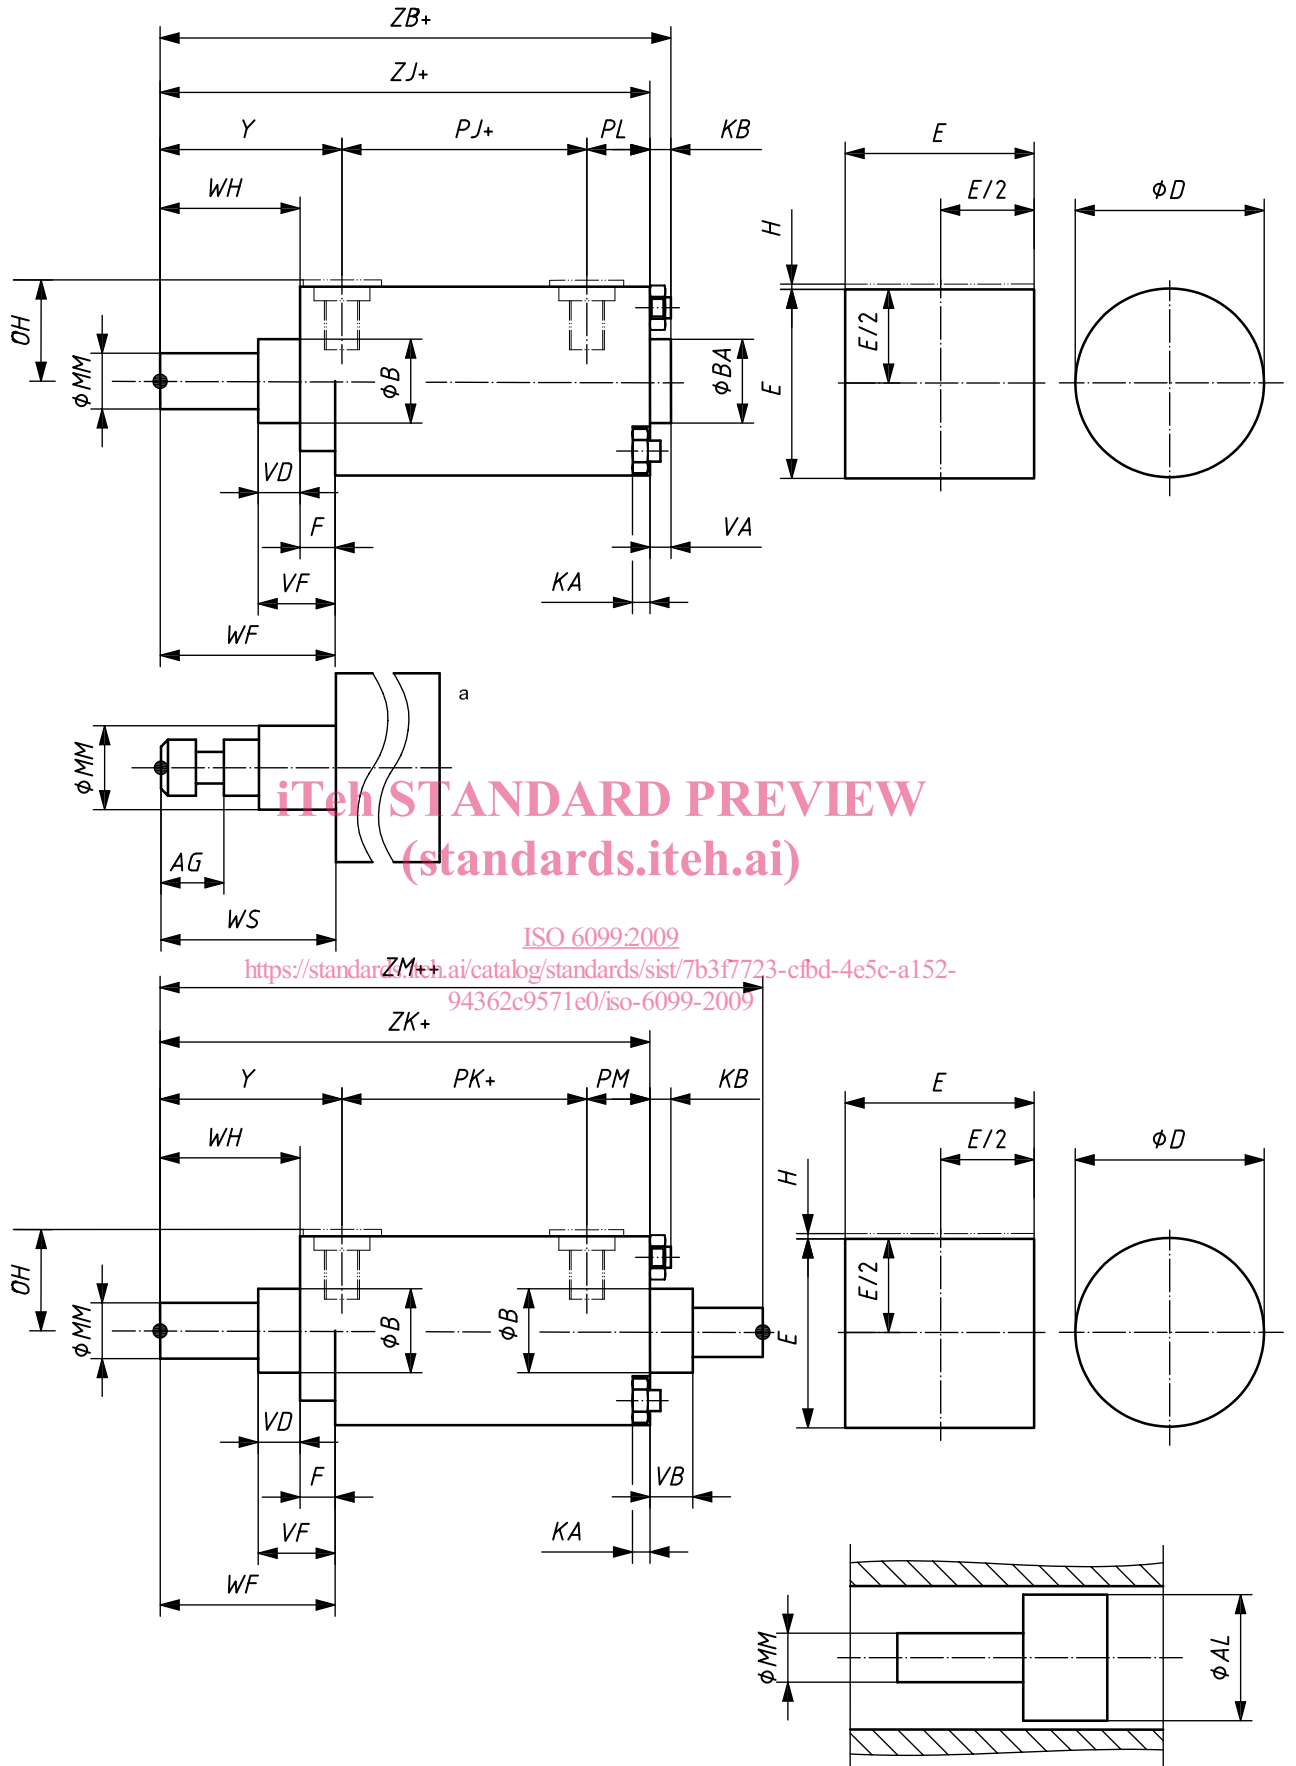 ZB+
ZJ+
Y PJ+ PL KB
WH
E
E/2
ϕD
H
OH
ϕMM
ϕB
ϕBA
E/2
E
VD
F
VA
VF
KA
WF
a
ϕMM
iTeh STANDARD PREVIEW
(standards.iteh.ai)
AG
WS
ISO 6099:2009
ZM++
https://standards.iteh.ai/catalog/standards/sist/7b3f7723-cfbd-4e5c-a152-
94362c9571e0/iso-6099-2009
ZK+
Y PK+ PM KB
WH
E
E/2
ϕD
H
OH
ϕMM
ϕB
ϕB
E/2
E
VD
F
VB
VF
KA
WF
ϕMM
ϕAL